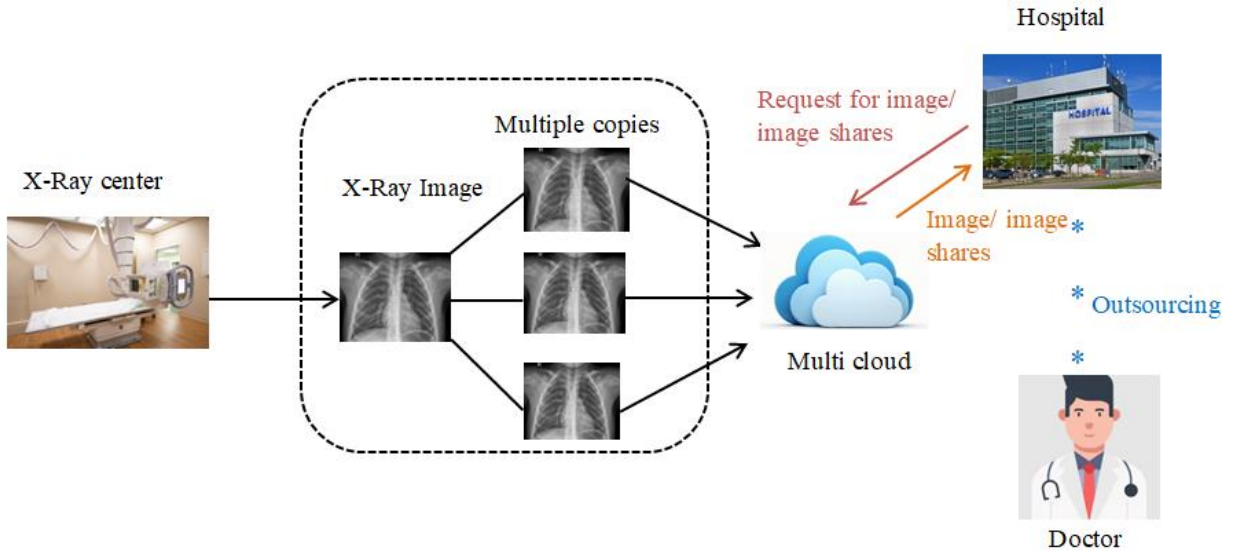 Hospital
HOSPITAL
Request for image/
image shares
Multiple copies
X-Ray center
X-Ray Image
Image/ image
shares
*
*
Outsourcing
*
Multi cloud
Doctor